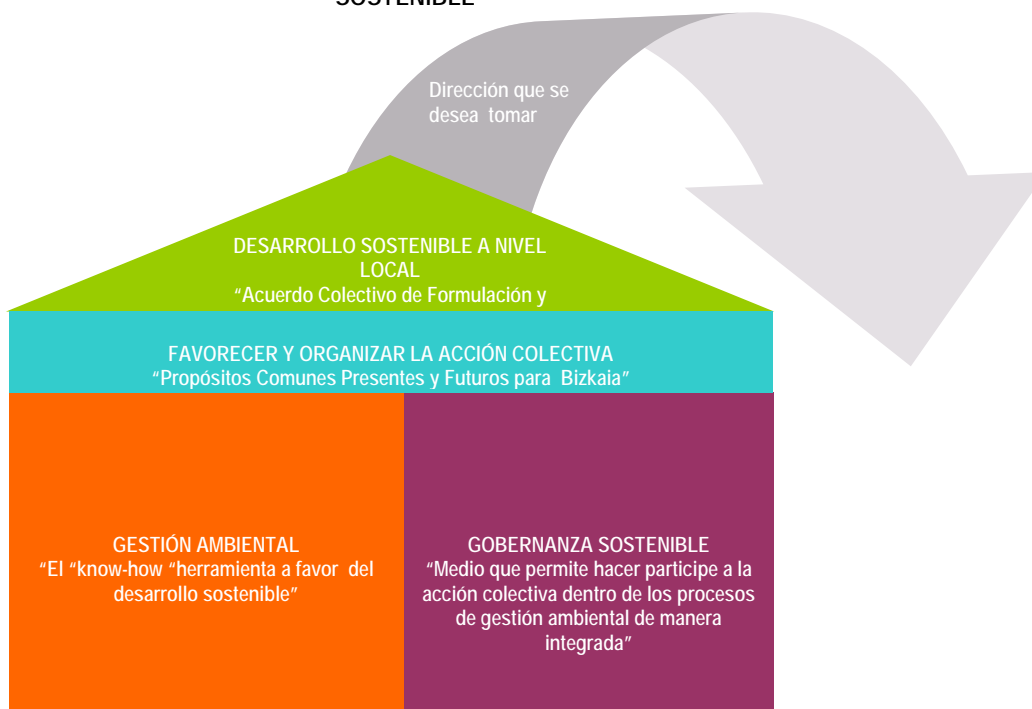 SOSTENIBLE
Dirección que se
desea tomar
DESARROLLO SOSTENIBLE A NIVEL
LOCAL
“Acuerdo Colectivo de Formulación y
FAVORECER Y ORGANIZAR LA ACCIÓN COLECTIVA
“Propósitos Comunes Presentes y Futuros para Bizkaia”
GESTIÓN AMBIENTAL
“El “know-how “herramienta a favor del
desarrollo sostenible”
GOBERNANZA SOSTENIBLE
“Medio que permite hacer participe a la
acción colectiva dentro de los procesos
de gestión ambiental de manera
integrada”